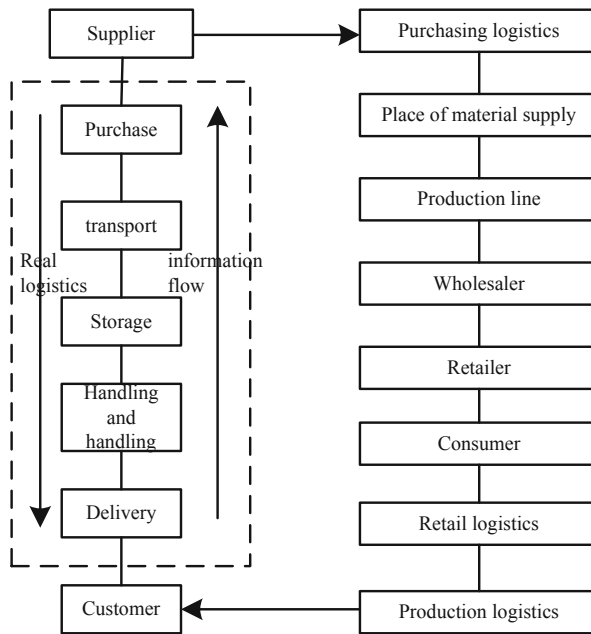 Supplier
Purchase
transport
Real
logistics
information
flow
Storage
Handling
and
handling
Delivery
Customer
Purchasing logistics
Place of material supply
Production line
Wholesaler
Retailer
Consumer
Retail logistics
Production logistics